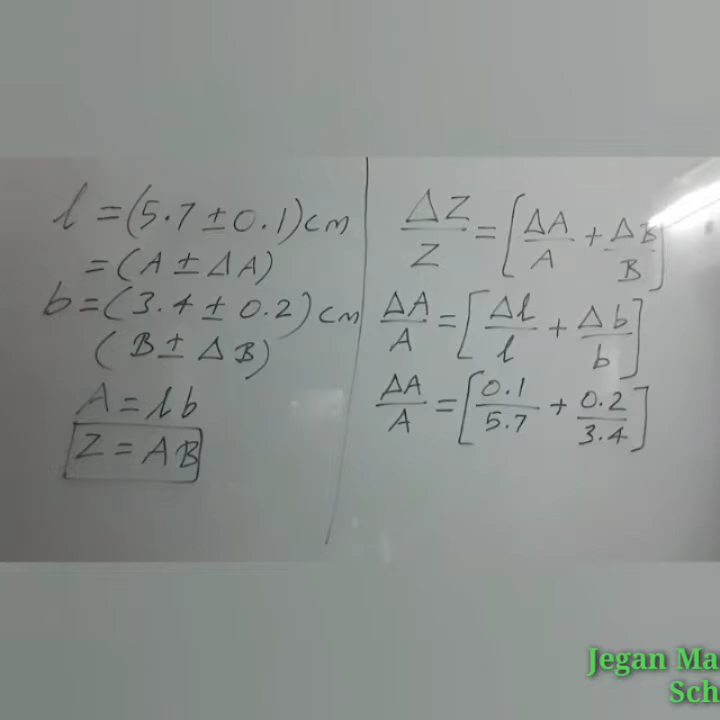 l = (5.7 ± 0.1) cm
= (A ± ΔA)
b = (3.4 ± 0.2) cm
(B ± ΔB)
A = lb
Z = AB
ΔZ/Z = [ΔA/A + ΔB/B]
ΔA/A = [Δl/l + Δb/b]
ΔA/A = [0.1/5.7 + 0.2/3.4]
Jegan Ma
Sch